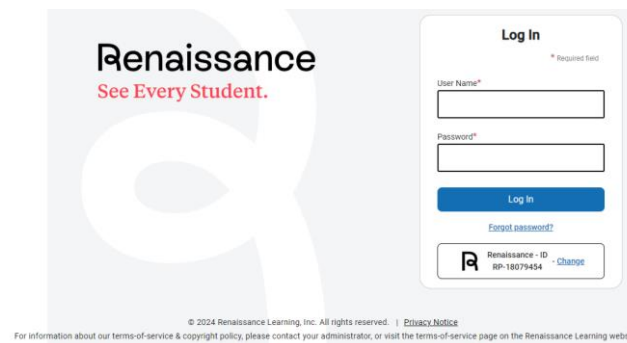 Renaissance
See Every Student.
Log In
* Required field
User Name*
Password*
Log In
Forgot password?
Renaissance - ID
RP-18079454 - Change
© 2024 Renaissance Learning, Inc. All rights reserved. | Privacy Notice
For information about our terms-of-service & copyright policy, please contact your administrator, or visit the terms-of-service page on the Renaissance Learning webs